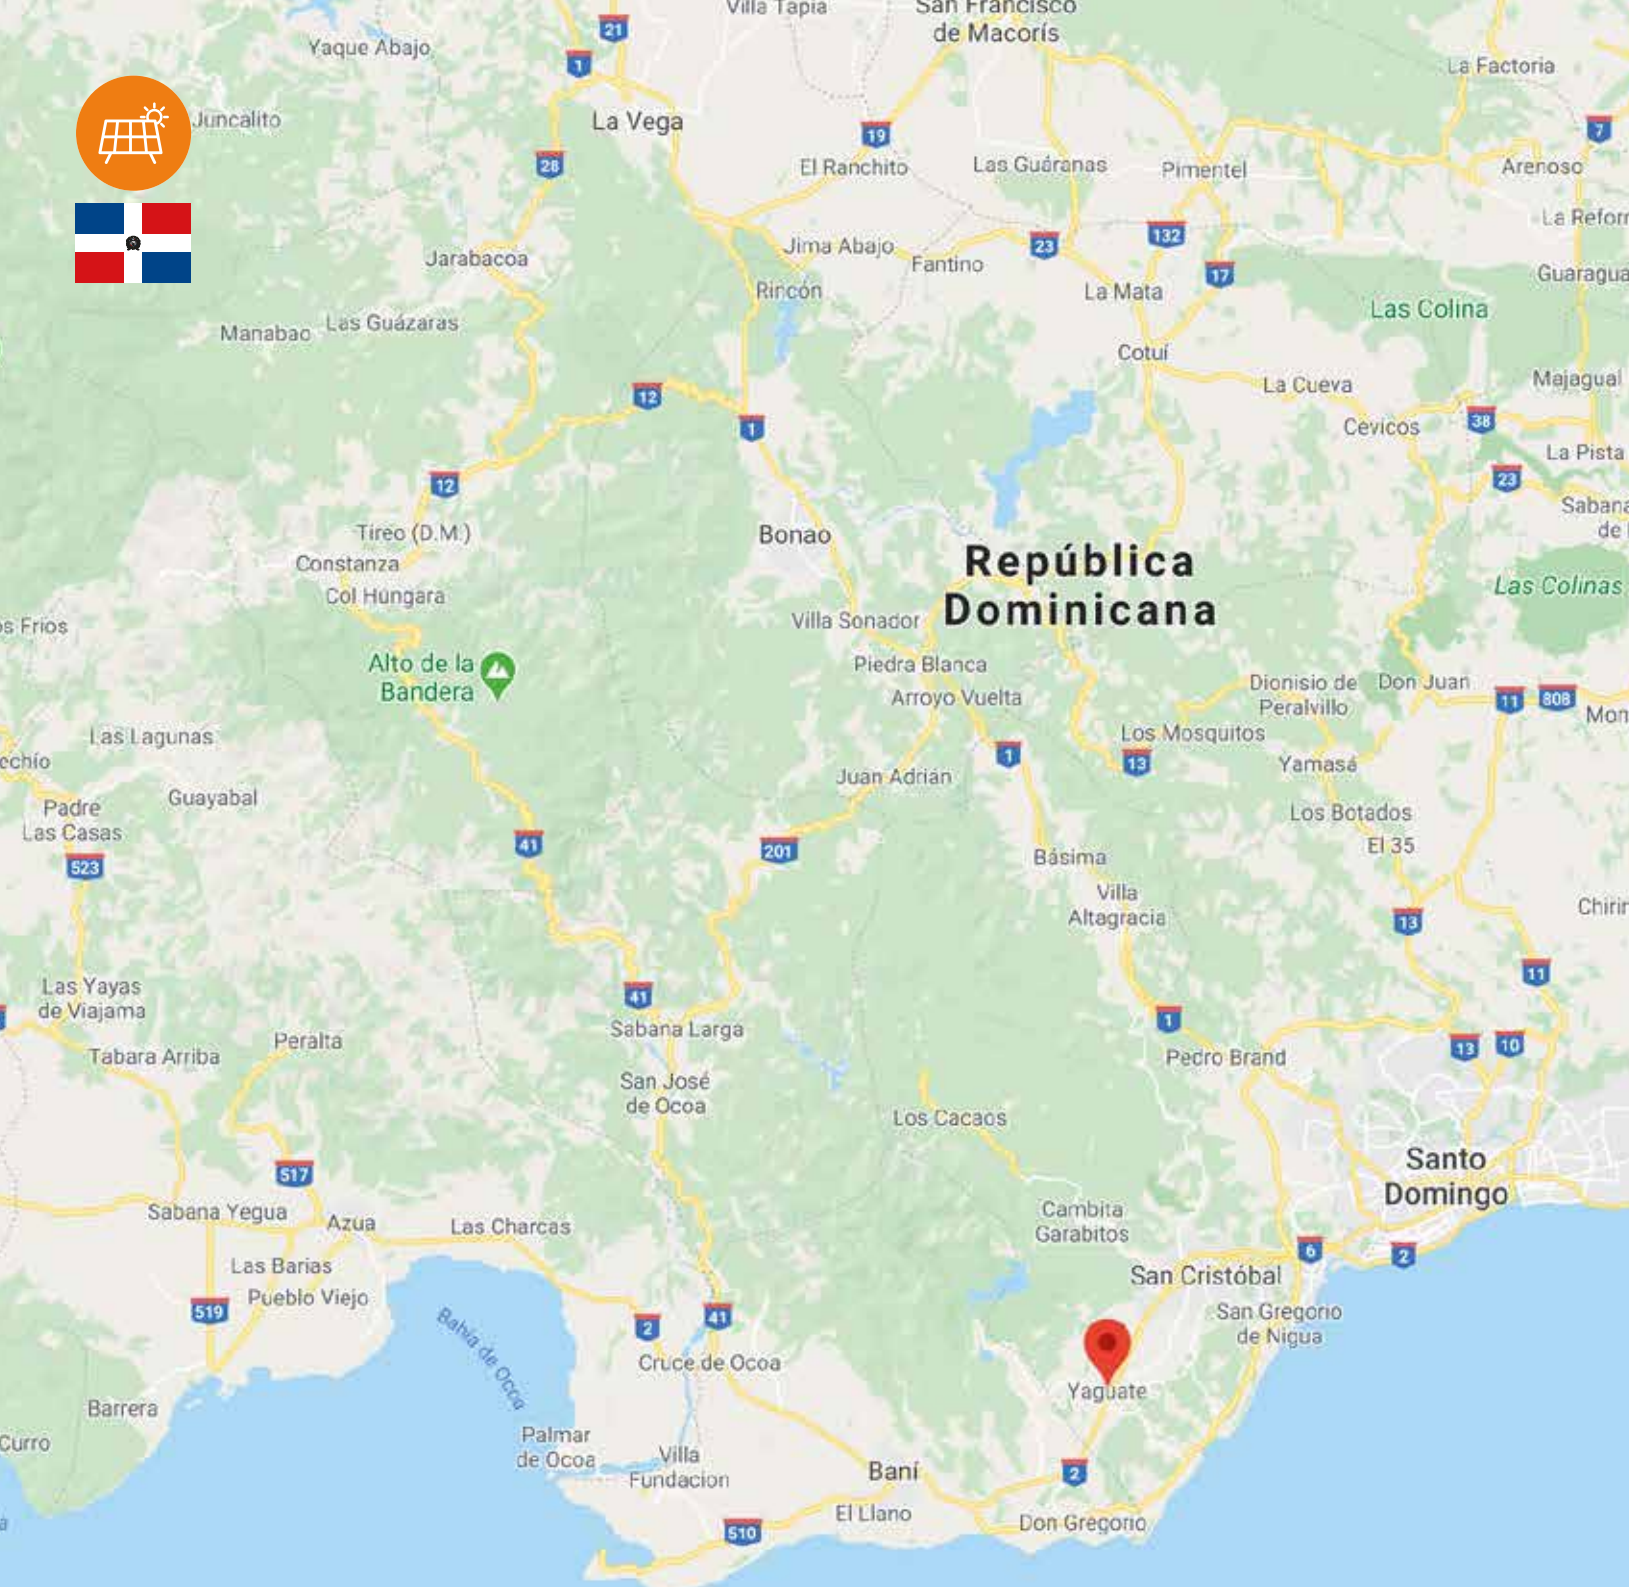 Villa Tapia
San Francisco
de Macorís
21
Yaque Abajo
1
La Factoria
Juncalito
La Vega
19
7
28
El Ranchito
Las Guáranas
Pimentel
Arenoso
132
Jarabacoa
Jima Abajo
23
Fantino
17
Rincón
La Mata
Las Colina
Manabao
Las Guázaras
Cotuí
La Cueva
Majagual
12
1
Cevicos
38
La Pista
12
23
Tireo (D.M.)
Bonao
República
Dominicana
Constanza
Col Hungara
Las Colinas
Villa Sonador
Alto de la
Bandera
Piedra Blanca
Arroyo Vuelta
Dionisio de
Peralvillo
Don Juan
11
808
Las Lagunas
1
Los Mosquitos
13
Yamasá
Juan Adrián
Guayabal
Padre
Las Casas
Los Botados
El 35
41
201
523
Básima
Villa
Altagracia
13
11
Las Yayas
de Viajama
41
1
Sabana Larga
Peralta
Tabara Arriba
Pedro Brand
13
10
San José
de Ocoa
Los Cacaos
517
Santo
Domingo
Sabana Yegua
Azua
Las Charcas
Cambita
Garabitos
6
2
Las Barias
Pueblo Viejo
San Cristóbal
519
San Gregorio
de Nigua
2
41
Bahía de Ocoa
Cruce de Ocoa
Yaguate
Barrera
Palmar
de Ocoa
Villa
Fundacion
Baní
2
El Llano
Don Gregorio
510